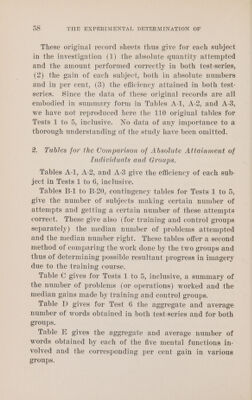 58 THE EXPERIMENTAL DETERMINATION OF
These original record sheets thus give for each subject
in the investigation (1) the absolute quantity attempted
and the amount performed correctly in both test-series,
(2) the gain of each subject, both in absolute numbers
and in per cent, (3) the efficiency attained in both test-
series. Since the data of these original records are all
embodied in summary form in Tables A-1, A-2, and A-3,
we have not reproduced here the 110 original tables for
Tests 1 to 5, inclusive. No data of any importance to a
thorough understanding of the study have been omitted.
2. Tables for the Comparison of Absolute Attainment of
Individuals and Groups.
Tables A-1, A-2, and A-3 give the efficiency of each sub-
ject in Tests 1 to 6, inclusive.
Tables B-1 to B-20, contingency tables for Tests 1 to 5,
give the number of subjects making certain number of
attempts and getting a certain number of these attempts
correct. These give also (for training and control groups
separately) the median number of problems attempted
and the median number right. These tables offer a second
method of comparing the work done by the two groups and
thus of determining possible resultant progress in imagery
due to the training course.
Table C gives for Tests 1 to 5, inclusive, a summary of
the number of problems (or operations) worked and the
median gains made by training and control groups.
Table D gives for Test 6 the aggregate and average
number of words obtained in both test-series and for both
groups.
Table E gives the aggregate and average number of
words obtained by each of the five mental functions in-
volved and the corresponding per cent gain in various
groups.